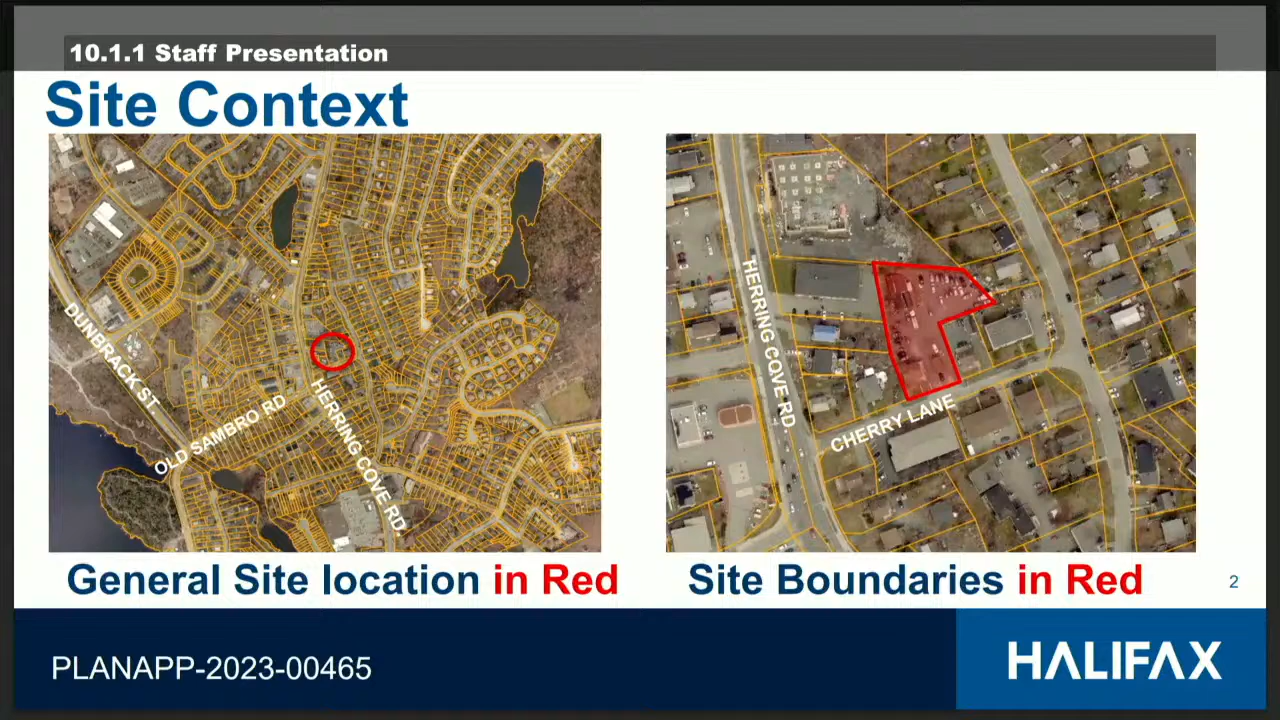 10.1.1 Staff Presentation
Site Context
DUNBRACK ST.
OLD SAMBRO RD
HERRING COVE RD.
HERRING COVE RD.
CHERRY LANE
General Site location in Red
Site Boundaries in Red
2
PLANAPP-2023-00465
HALIFAX